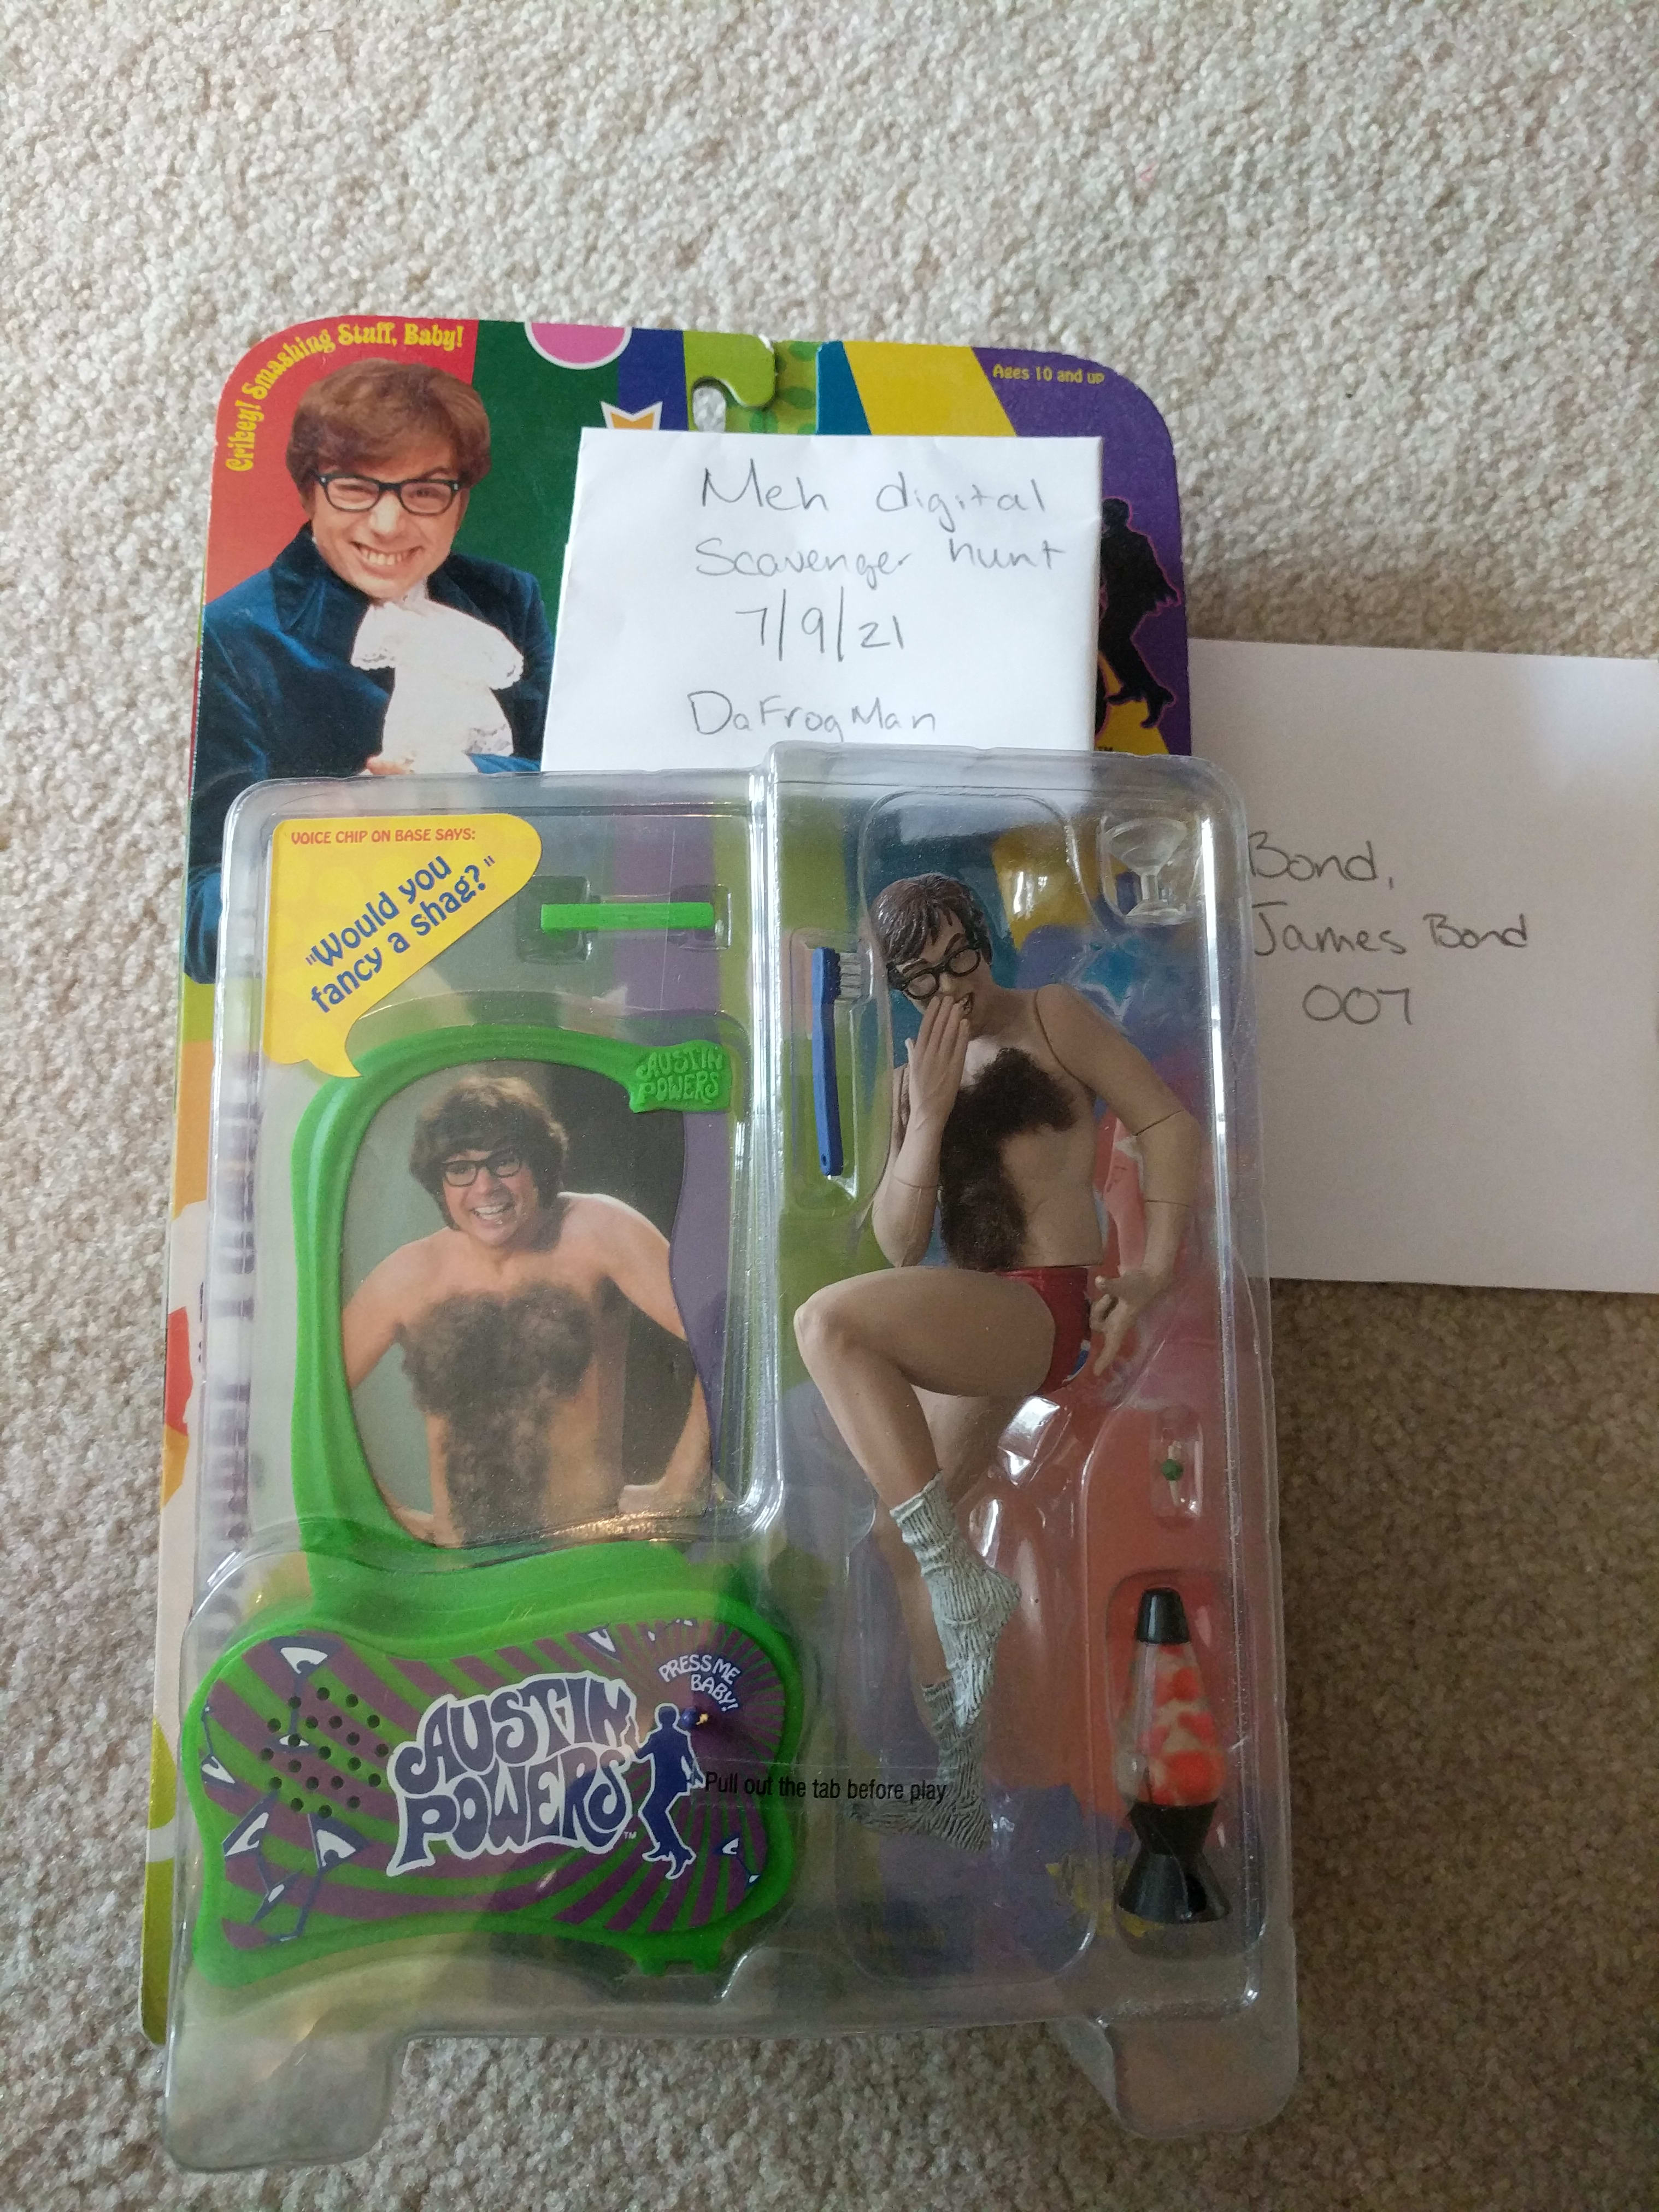 Crikey! Smashing Stuff, Baby!
Ages 10 and up
Meh digital
Scavenger hunt
7/9/21
DaFrogMan
TM
VOICE CHIP ON BASE SAYS:
"Would you
fancy a shag?"
Bond,
James Bond
007
AUSTIN
POWERS
PRESS ME
BABY!
AUSTIN
POWERS
TM
Pull out the tab before play